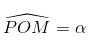 $\widehat{POM} = \alpha$